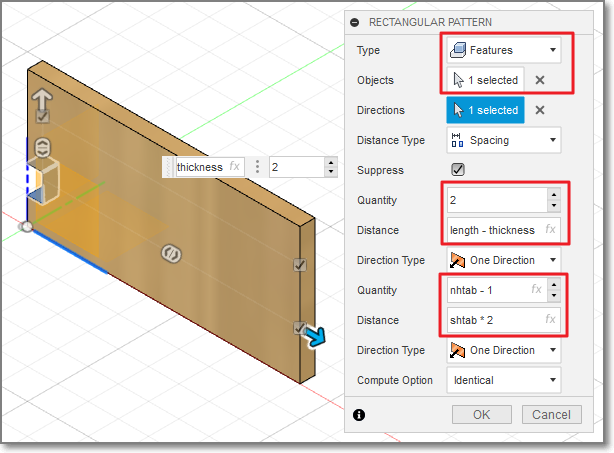 RECTANGULAR PATTERN
Type Features
Objects 1 selected
Directions 1 selected
Distance Type Spacing
thickness fx 2
Suppress
Quantity 2
Distance length - thickness fx
Direction Type One Direction
Quantity nhtab - 1 fx
Distance shtab * 2 fx
Direction Type One Direction
Compute Option Identical
OK Cancel